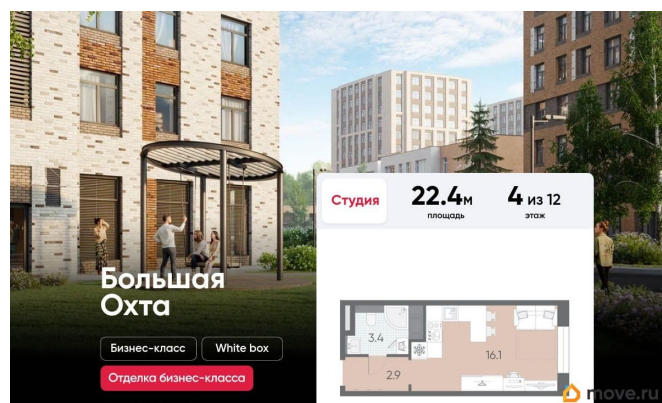 Студия
22.4м
площадь
4 из 12
этаж
Большая
Охта
Бизнес-класс
White box
Отделка бизнес-класса
3.4
2.9
16.1
move.ru